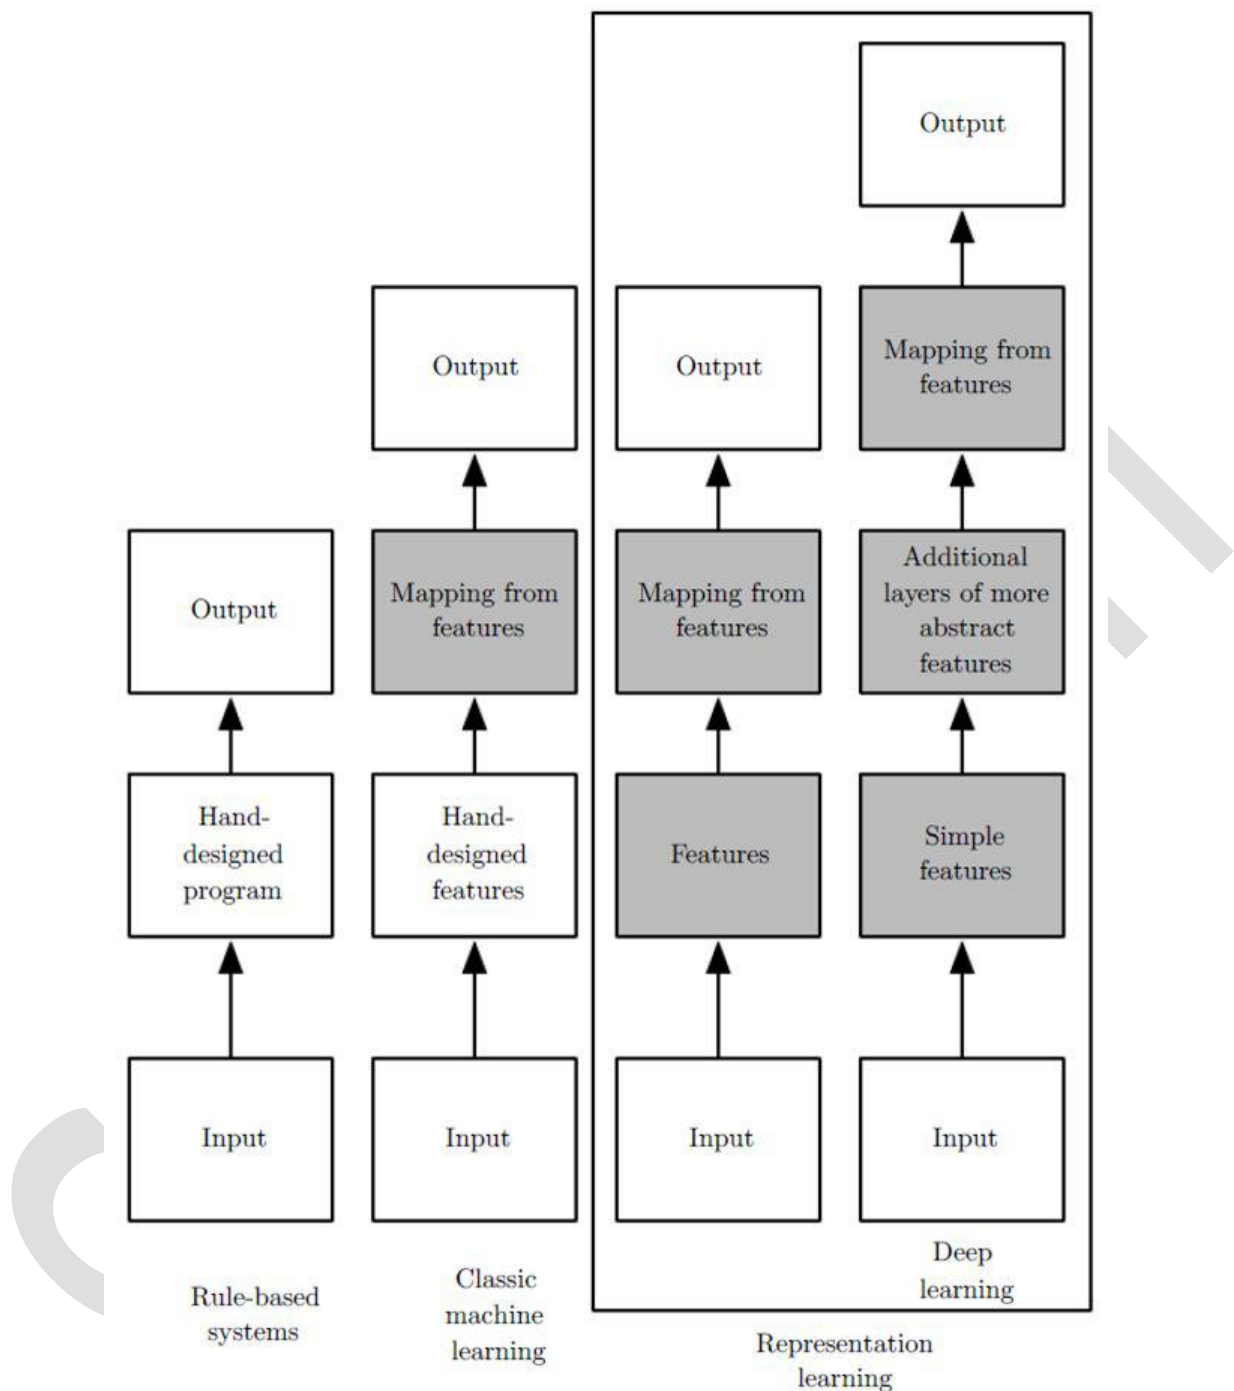 Output
Output
Output
Mapping from
features
Output
Mapping from
features
Mapping from
features
Additional
layers of more
abstract
features
Hand-
designed
program
Hand-
designed
features
Features
Simple
features
Input
Input
Input
Input
Rule-based
systems
Classic
machine
learning
Deep
learning
Representation
learning